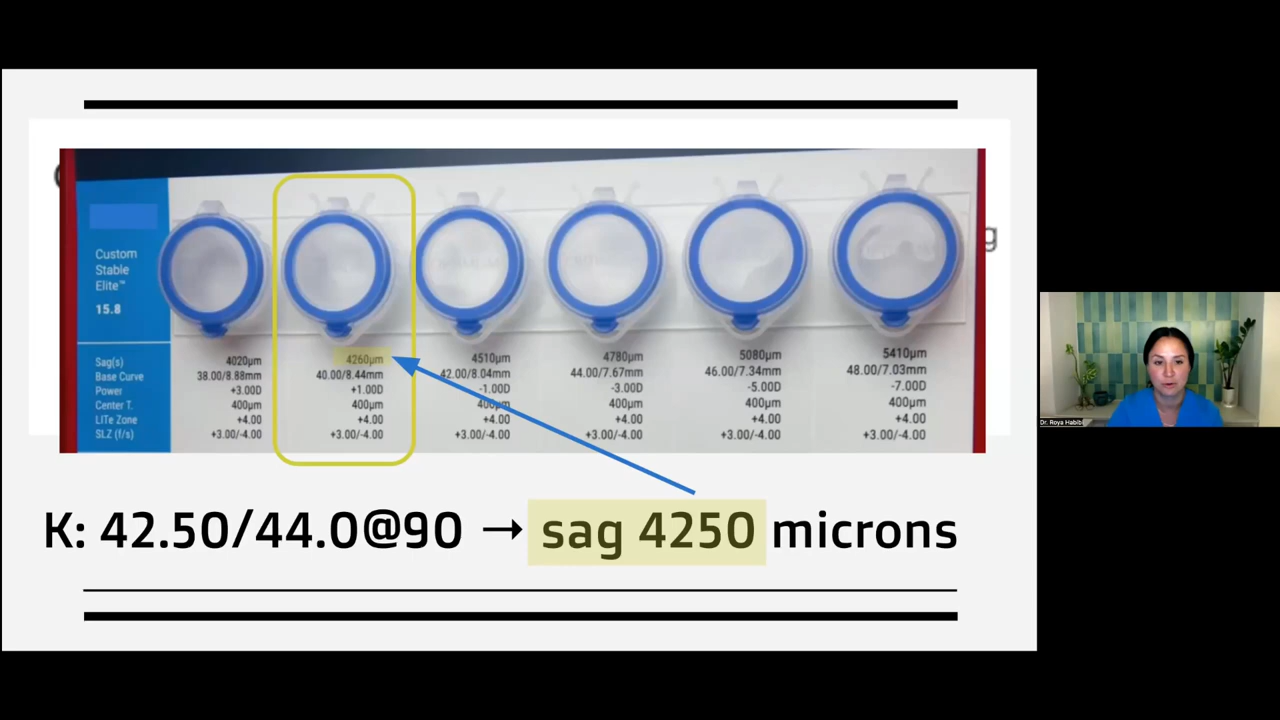 Custom
Stable
Elite™
15.8
Sag(s) 4020µm 4260µm 4510µm 4780µm 5080µm 5410µm
Base Curve 38.00/8.88mm 40.00/8.44mm 42.00/8.04mm 44.00/7.67mm 46.00/7.34mm 48.00/7.03mm
Power +3.00D +1.00D -1.00D -3.00D -5.00D -7.00D
Center T. 400µm 400µm 400µm 400µm 400µm 400µm
LiTe Zone +4.00 +4.00 +4.00 +4.00 +4.00 +4.00
SLZ (f/s) +3.00/-4.00 +3.00/-4.00 +3.00/-4.00 +3.00/-4.00 +3.00/-4.00 +3.00/-4.00
K: 42.50/44.0@90 → sag 4250 microns
Dr. Roya Habibi